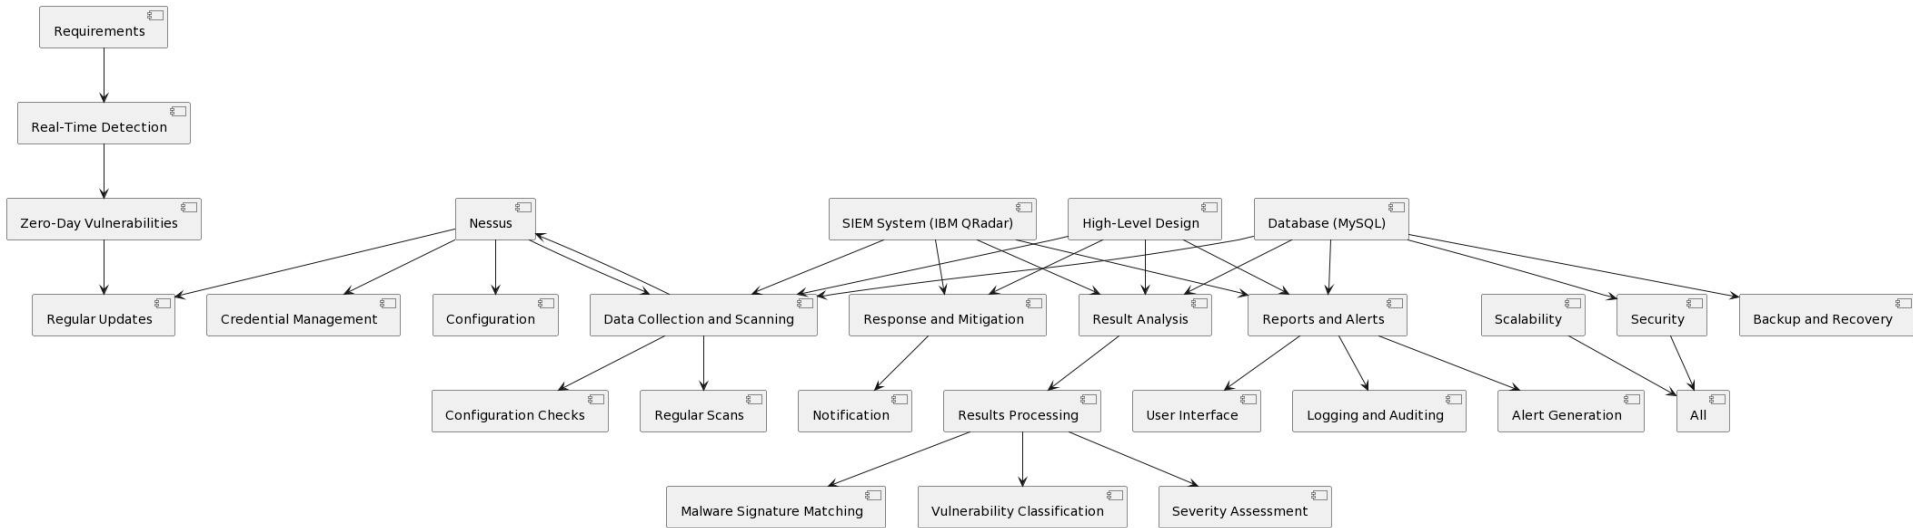 Requirements
Real-Time Detection
Zero-Day Vulnerabilities
Nessus
SIEM System (IBM QRadar)
High-Level Design
Database (MySQL)
Regular Updates
Credential Management
Configuration
Data Collection and Scanning
Response and Mitigation
Result Analysis
Reports and Alerts
Scalability
Security
Backup and Recovery
Configuration Checks
Regular Scans
Notification
Results Processing
User Interface
Logging and Auditing
Alert Generation
All
Malware Signature Matching
Vulnerability Classification
Severity Assessment